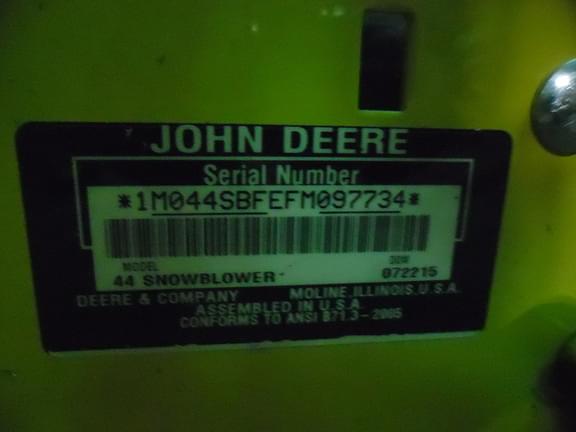 JOHN DEERE
Serial Number
*1M044SBFEFM097734*
MODEL DOM
44 SNOWBLOWER 072215
DEERE & COMPANY MOLINE, ILLINOIS, U.S.A.
ASSEMBLED IN U.S.A
CONFORMS TO ANSI B71.3-2005